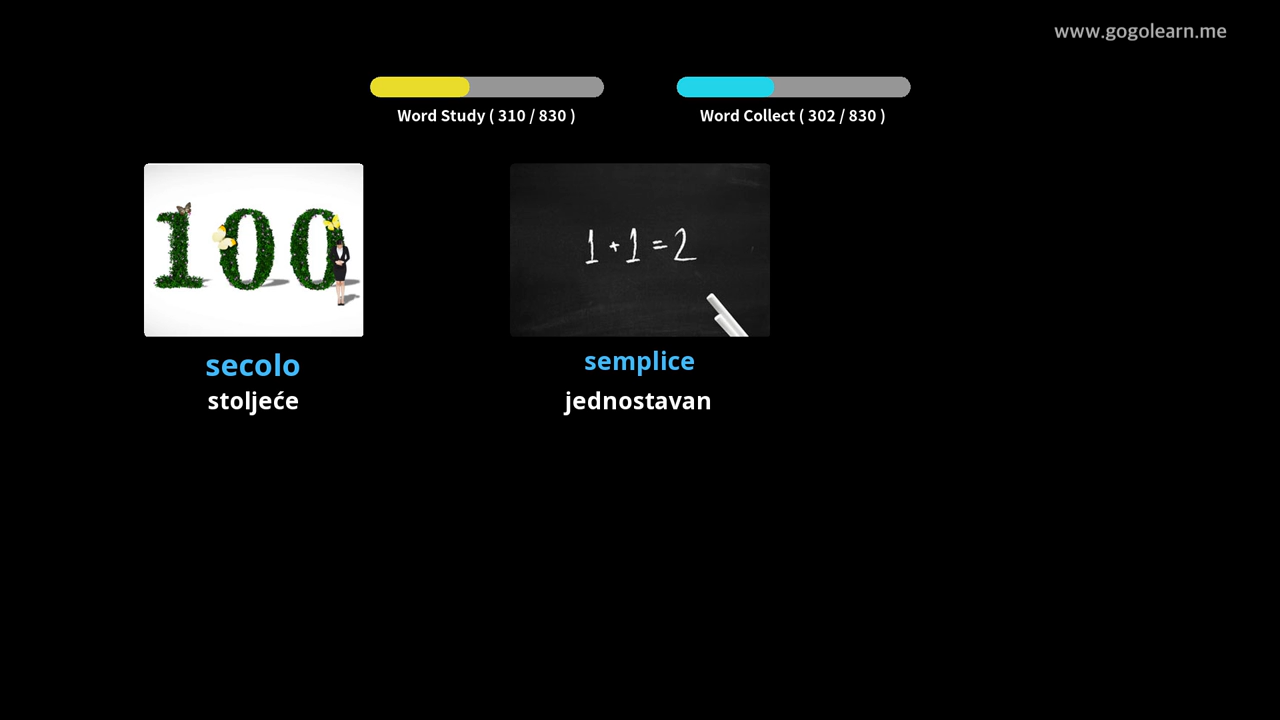 www.gogolearn.me
Word Study ( 310 / 830 )
Word Collect ( 302 / 830 )
100
1 + 1 = 2
secolo
semplice
stoljeće
jednostavan